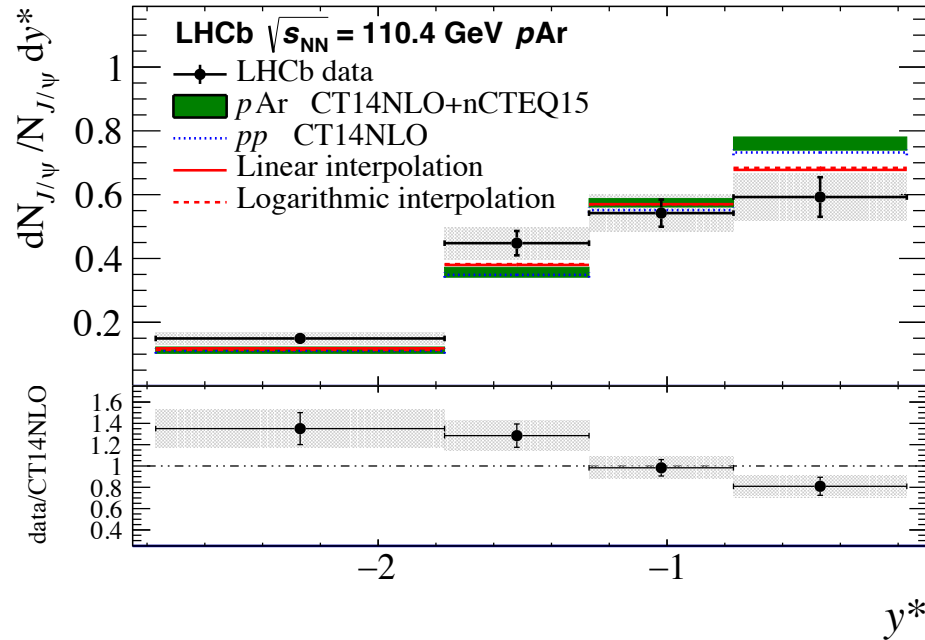 LHCb √sNN = 110.4 GeV pAr
LHCb data
pAr CT14NLO+nCTEQ15
pp CT14NLO
Linear interpolation
Logarithmic interpolation
dN J/ψ /N J/ψ dy*
1
0.8
0.6
0.4
0.2
data/CT14NLO
1.6
1.4
1.2
1
0.8
0.6
0.4
−2
−1
y*